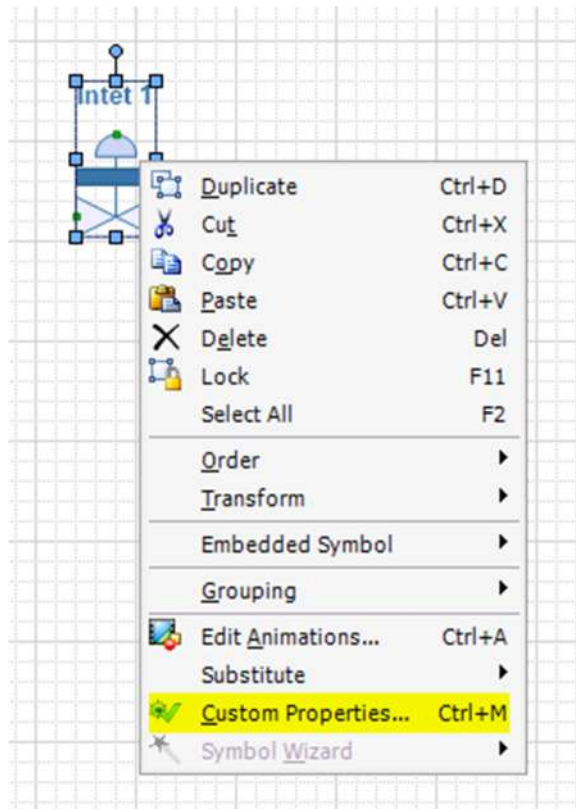 Intet 1
Duplicate Ctrl+D
Cut Ctrl+X
Copy Ctrl+C
Paste Ctrl+V
Delete Del
Lock F11
Select All F2
Order
Transform
Embedded Symbol
Grouping
Edit Animations... Ctrl+A
Substitute
Custom Properties... Ctrl+M
Symbol Wizard